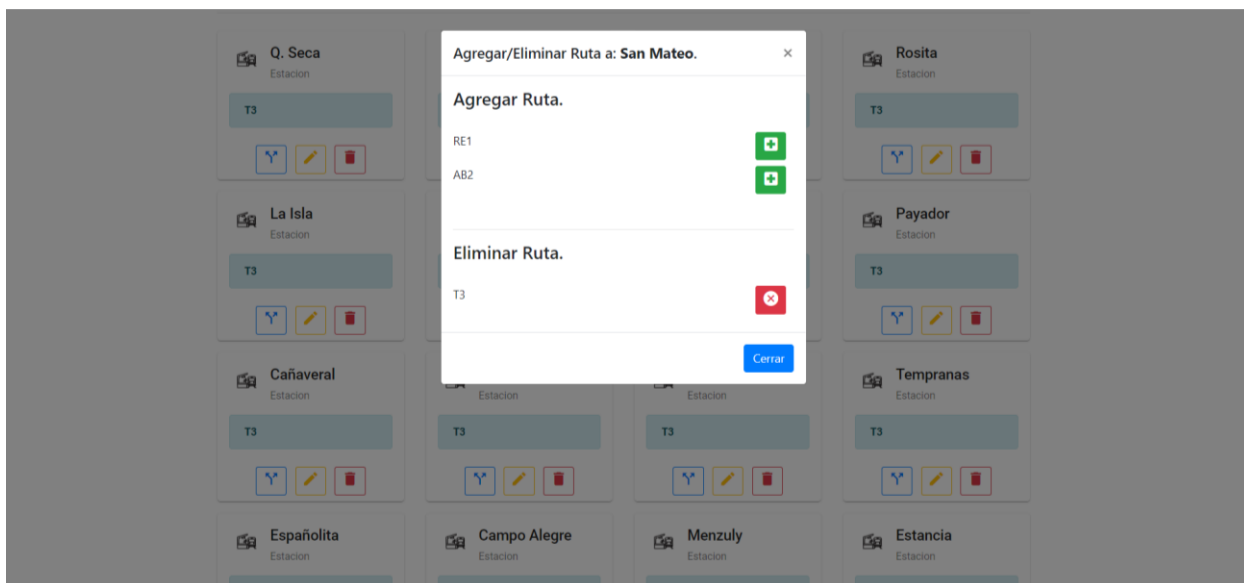 Agregar/Eliminar Ruta a: San Mateo. ×
Agregar Ruta.
RE1
AB2
Eliminar Ruta.
T3
Cerrar
Q. Seca
Estacion
T3
Rosita
Estacion
T3
La Isla
Estacion
T3
Payador
Estacion
T3
Cañaveral
Estacion
T3
Estacion
T3
Estacion
T3
Tempranas
Estacion
T3
Españolita
Estacion
Campo Alegre
Estacion
Menzuly
Estacion
Estancia
Estacion